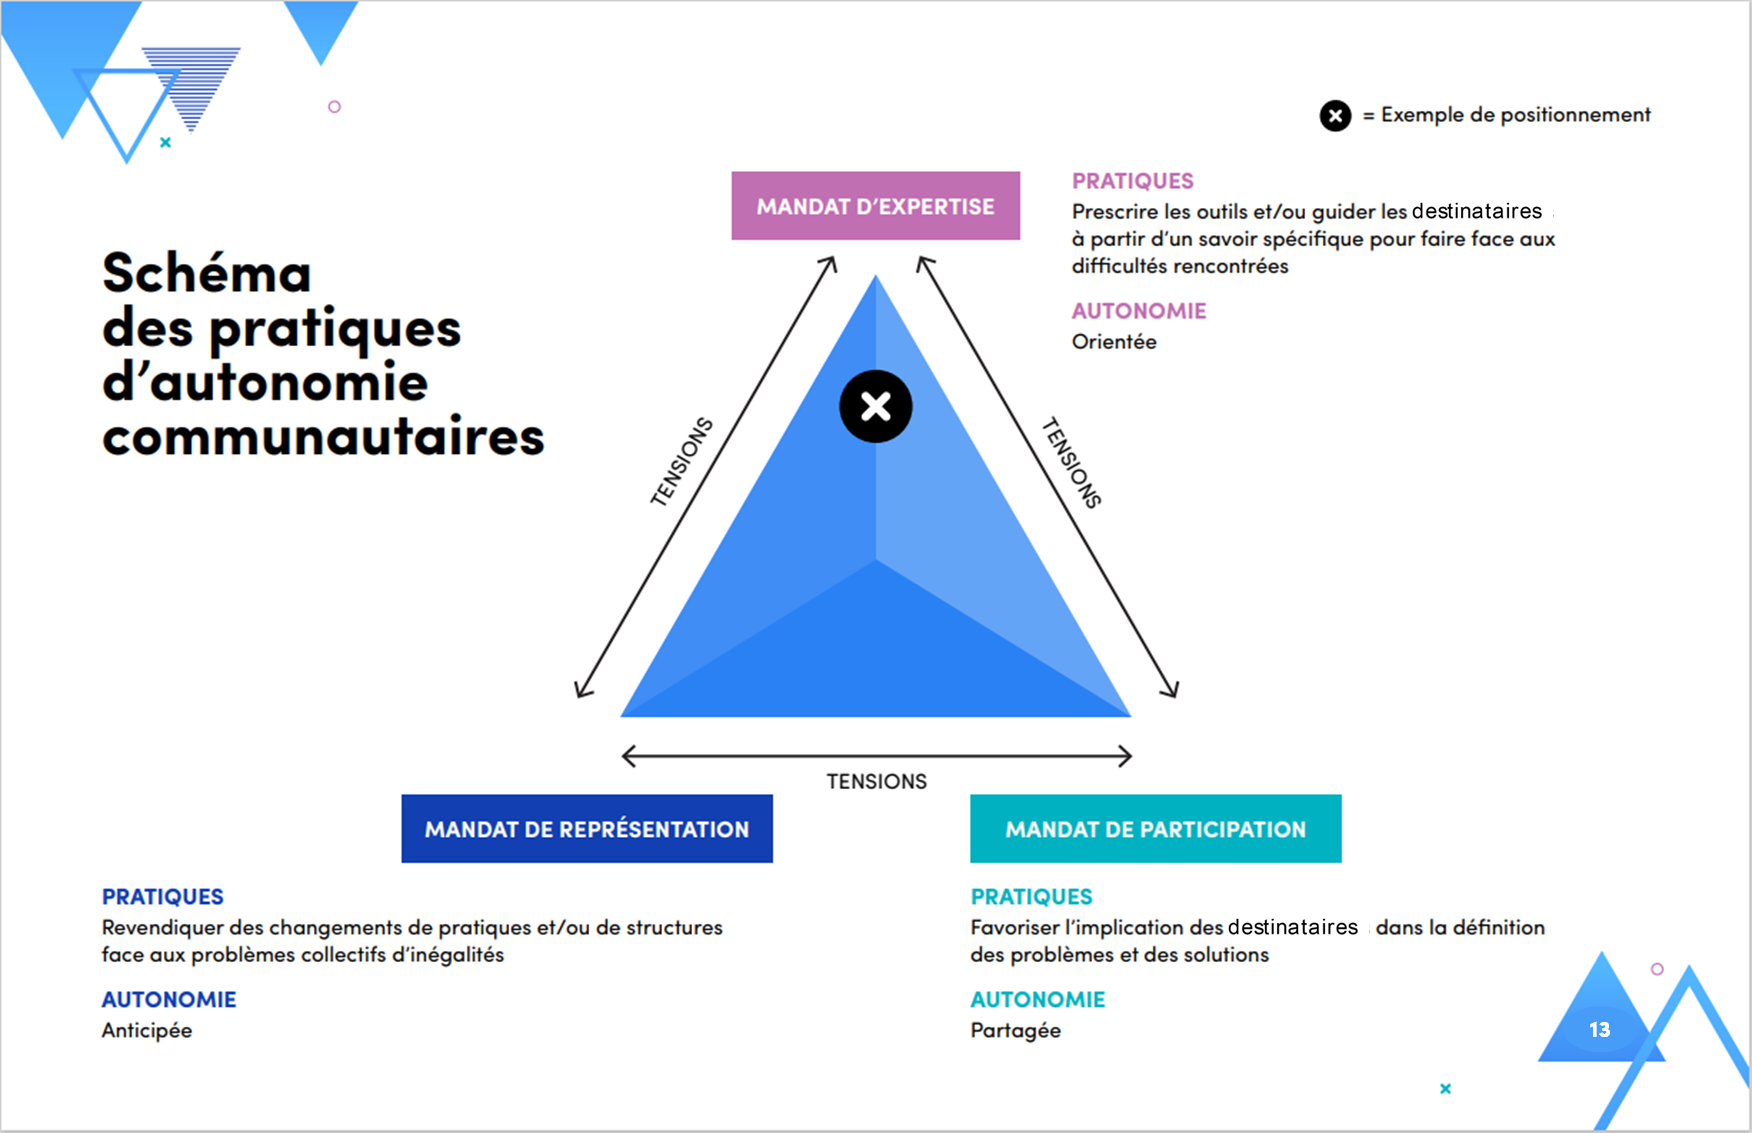 = Exemple de positionnement
Schéma
des pratiques
d'autonomie
communautaires
MANDAT D'EXPERTISE
PRATIQUES
Prescrire les outils et/ou guider les destinataires
à partir d'un savoir spécifique pour faire face aux
difficultés rencontrées
AUTONOMIE
Orientée
TENSIONS
TENSIONS
TENSIONS
MANDAT DE REPRÉSENTATION
PRATIQUES
Revendiquer des changements de pratiques et/ou de structures
face aux problèmes collectifs d'inégalités
AUTONOMIE
Anticipée
MANDAT DE PARTICIPATION
PRATIQUES
Favoriser l'implication des destinataires dans la définition
des problèmes et des solutions
AUTONOMIE
Partagée
13